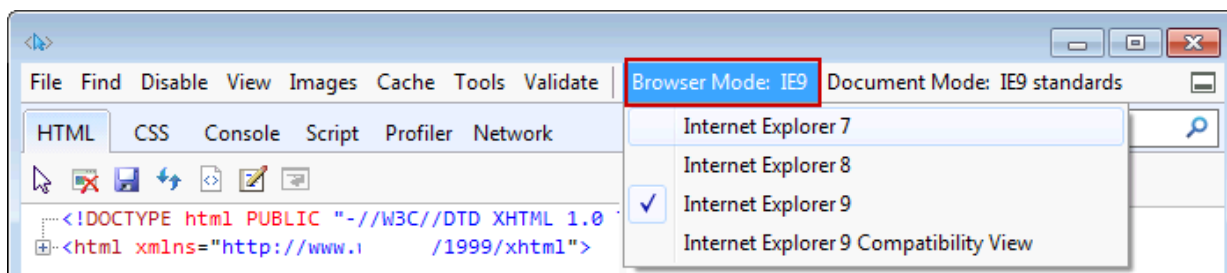 File Find Disable View Images Cache Tools Validate Browser Mode: IE9 Document Mode: IE9 standards
HTML CSS Console Script Profiler Network
Internet Explorer 7
Internet Explorer 8
Internet Explorer 9
Internet Explorer 9 Compatibility View
<!DOCTYPE html PUBLIC "-//W3C//DTD XHTML 1.0
<html xmlns="http://www. /1999/xhtml">